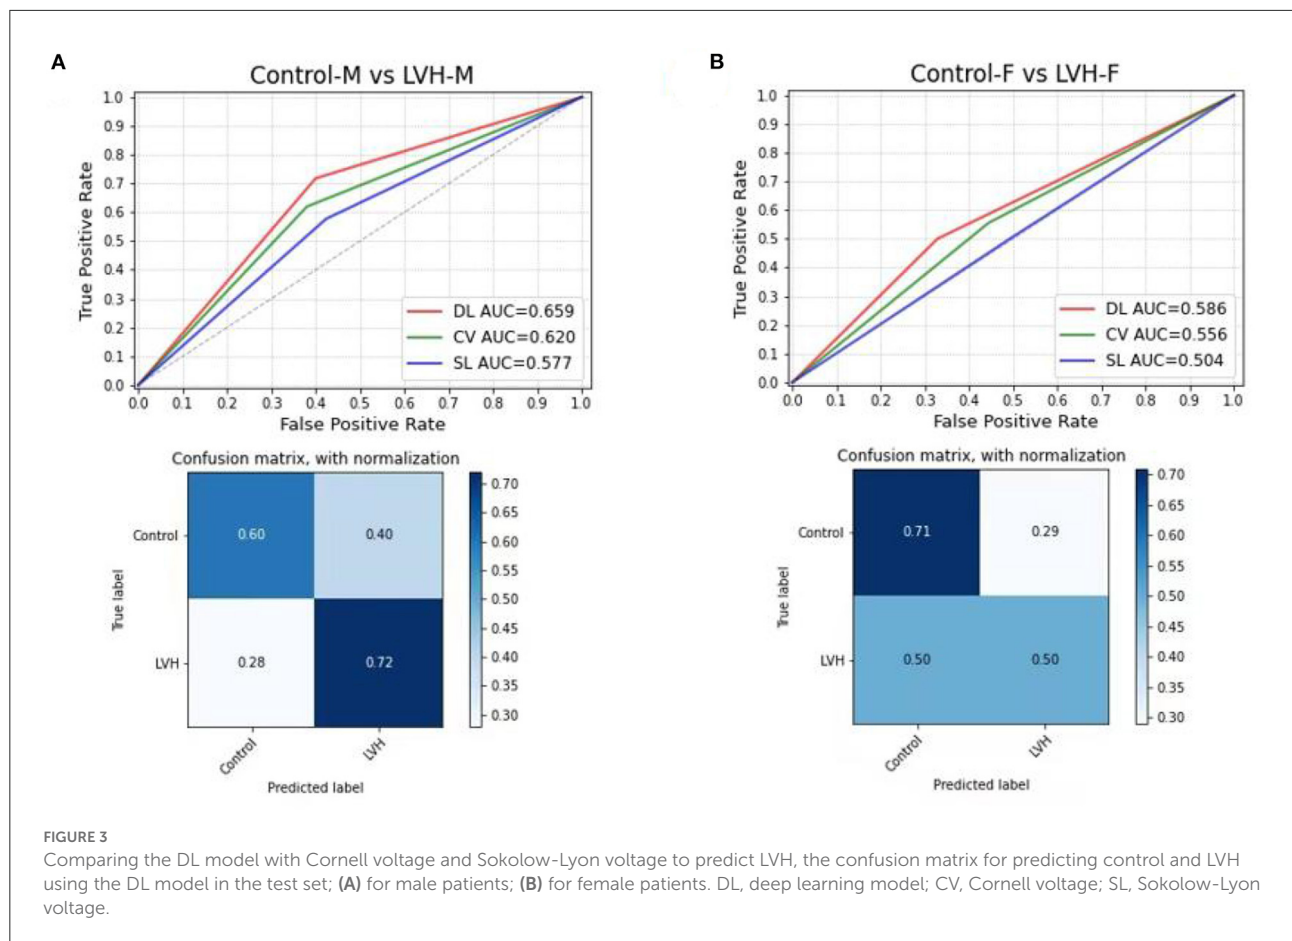 A
Control-M vs LVH-M
True Positive Rate
1.0
0.9
0.8
0.7
0.6
0.5
0.4
0.3
0.2
0.1
0.0
DL AUC=0.659
CV AUC=0.620
SL AUC=0.577
0.0 0.1 0.2 0.3 0.4 0.5 0.6 0.7 0.8 0.9 1.0
False Positive Rate
Confusion matrix, with normalization
True label
Control
LVH
0.60 0.40
0.28 0.72
0.70
0.65
0.60
0.55
0.50
0.45
0.40
0.35
0.30
Control LVH
Predicted label
B
Control-F vs LVH-F
True Positive Rate
1.0
0.9
0.8
0.7
0.6
0.5
0.4
0.3
0.2
0.1
0.0
DL AUC=0.586
CV AUC=0.556
SL AUC=0.504
0.0 0.1 0.2 0.3 0.4 0.5 0.6 0.7 0.8 0.9 1.0
False Positive Rate
Confusion matrix, with normalization
True label
Control
LVH
0.71 0.29
0.50 0.50
0.70
0.65
0.60
0.55
0.50
0.45
0.40
0.35
0.30
Control LVH
Predicted label
FIGURE 3
Comparing the DL model with Cornell voltage and Sokolow-Lyon voltage to predict LVH, the confusion matrix for predicting control and LVH
using the DL model in the test set; (A) for male patients; (B) for female patients. DL, deep learning model; CV, Cornell voltage; SL, Sokolow-Lyon
voltage.